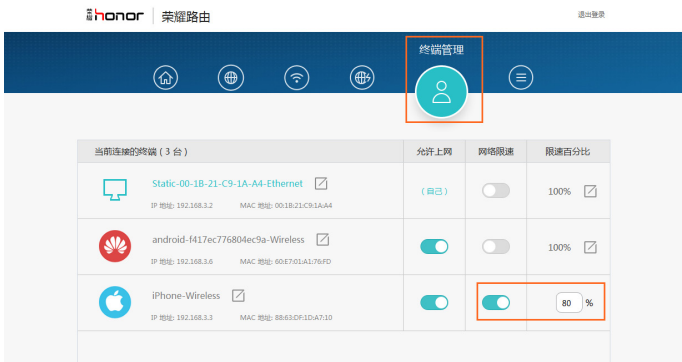 荣耀 honor 荣耀路由 退出登录
终端管理
当前连接的终端 ( 3 台 ) 允许上网 网络限速 限速百分比
Static-00-1B-21-C9-1A-A4-Ethernet
IP 地址: 192.168.3.2 MAC 地址: 00:1B:21:C9:1A:A4
( 自己 ) 100%
android-f417ec776804ec9a-Wireless
IP 地址: 192.168.3.6 MAC 地址: 60:E7:01:A1:76:FD
100%
iPhone-Wireless
IP 地址: 192.168.3.3 MAC 地址: 88:63:DF:1D:A7:10
80 %